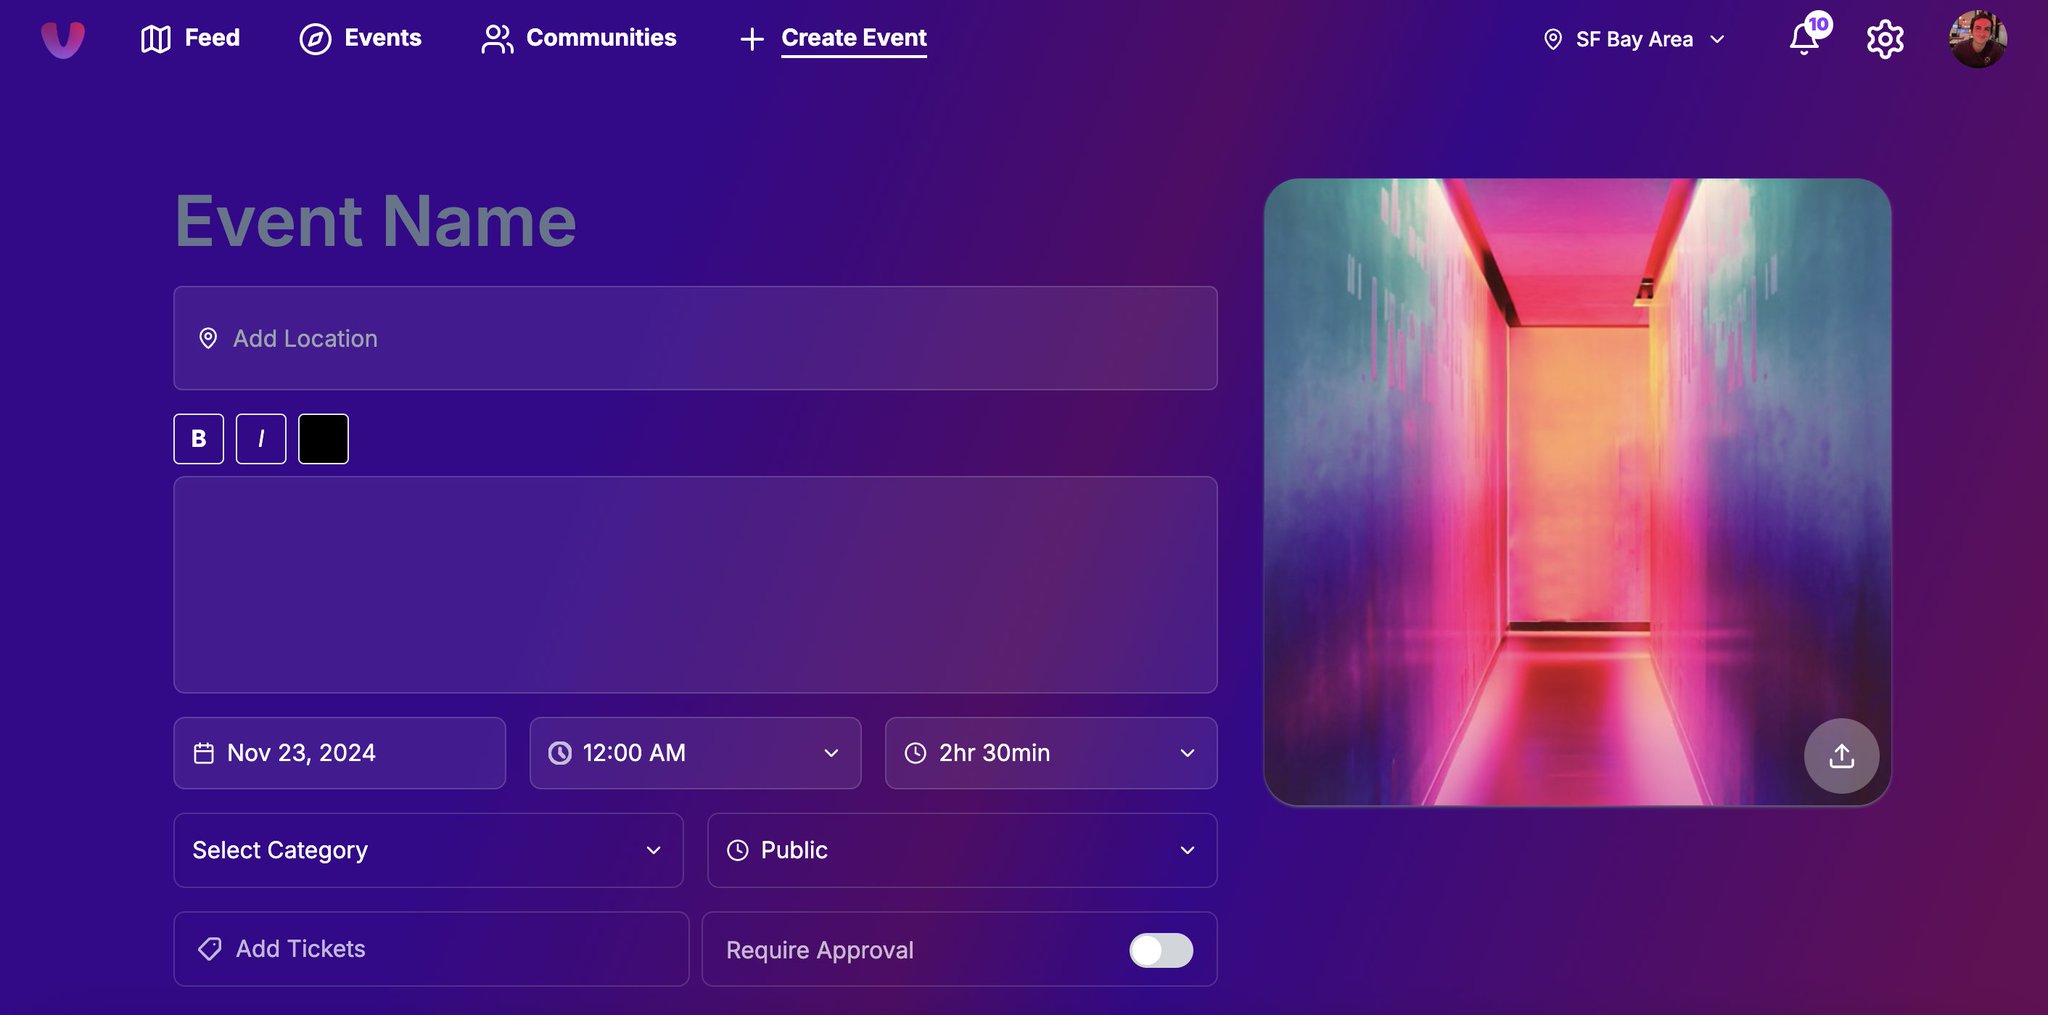 Feed
Events
Communities
Create Event
SF Bay Area
10
Event Name
Add Location
B
I
Nov 23, 2024
12:00 AM
2hr 30min
Select Category
Public
Add Tickets
Require Approval